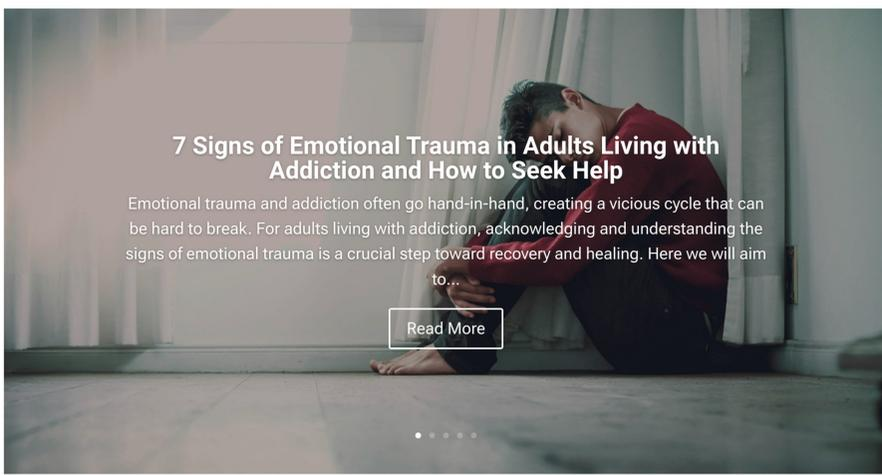 7 Signs of Emotional Trauma in Adults Living with
Addiction and How to Seek Help
Emotional trauma and addiction often go hand-in-hand, creating a vicious cycle that can
be hard to break. For adults living with addiction, acknowledging and understanding the
signs of emotional trauma is a crucial step toward recovery and healing. Here we will aim
to...
Read More